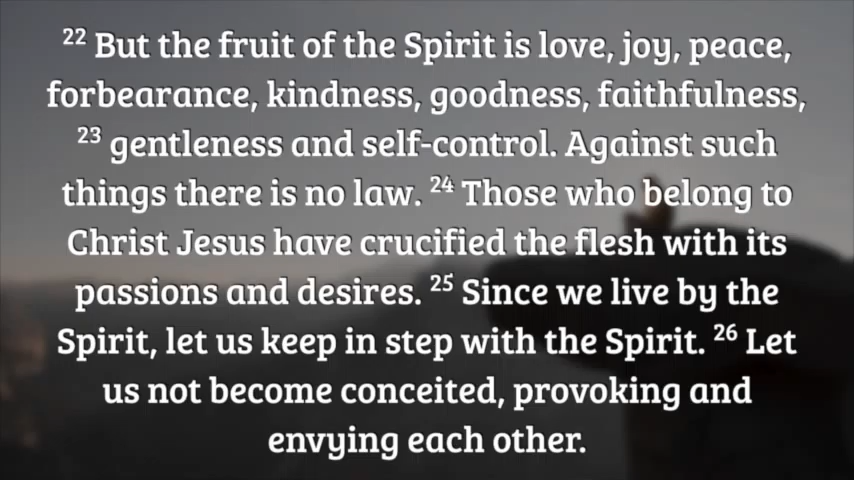 22 But the fruit of the Spirit is love, joy, peace,
forbearance, kindness, goodness, faithfulness,
23 gentleness and self-control. Against such
things there is no law. 24 Those who belong to
Christ Jesus have crucified the flesh with its
passions and desires. 25 Since we live by the
Spirit, let us keep in step with the Spirit. 26 Let
us not become conceited, provoking and
envying each other.